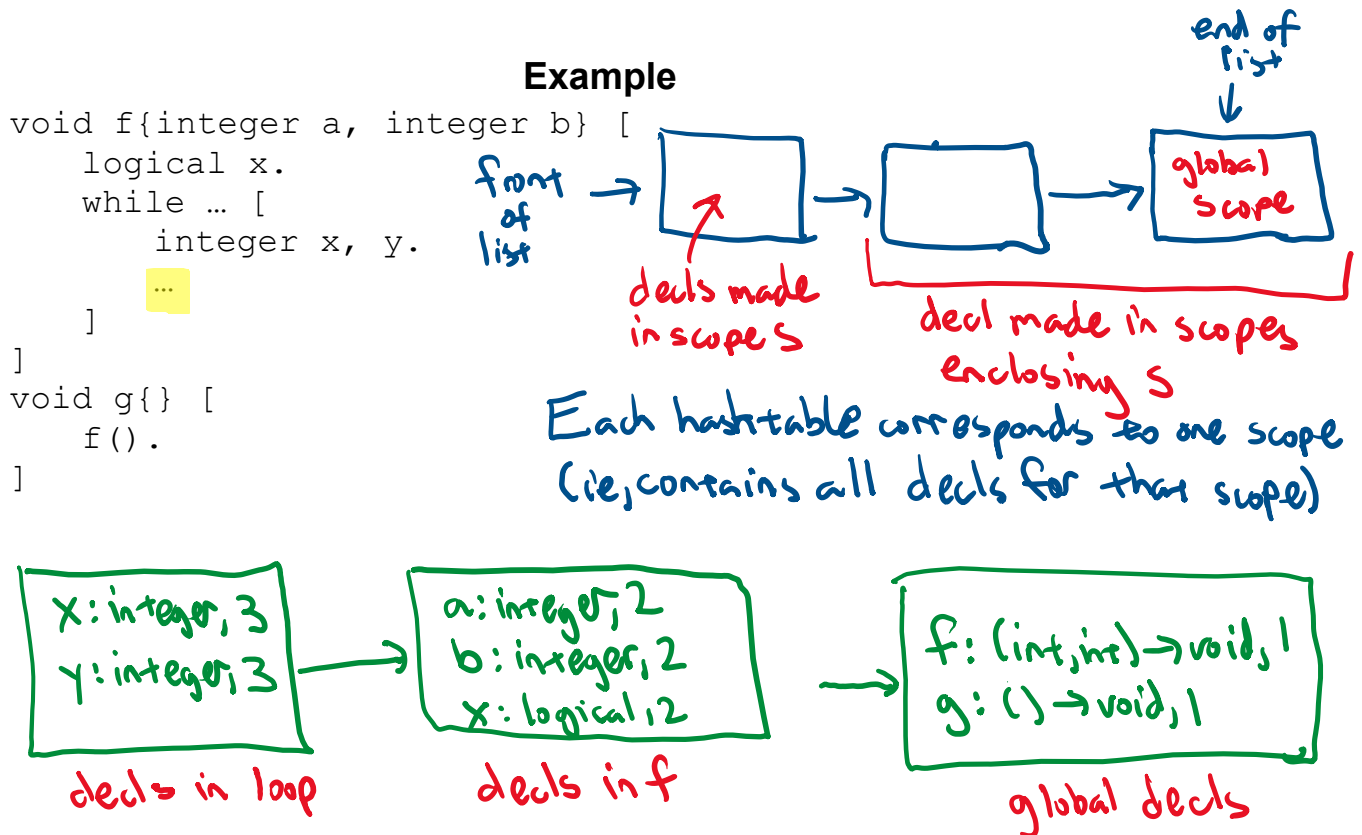 Example
void f{integer a, integer b} [
logical x.
while … [
integer x, y.
…
]
]
void g{} [
f().
]
front
of
list
end of
list
global
scope
decls made
in scope S
decl made in scopes
enclosing S
Each hashtable corresponds to one scope
(ie, contains all decls for that scope)
x: integer, 3
y: integer, 3
decls in loop
a: integer, 2
b: integer, 2
x: logical, 2
decls in f
f: (int, int) → void, 1
g: () → void, 1
global decls